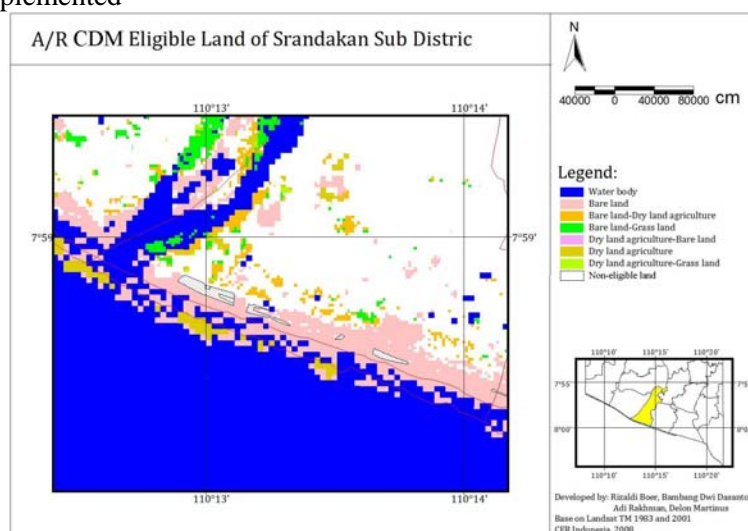 plemented
A/R CDM Eligible Land of Srandakan Sub Distric
N
40000 0 40000 80000 cm
110°13' 110°14'
7°59' 7°59'
110°13' 110°14'
Legend:
Water body
Bare land
Bare land-Dry land agriculture
Bare land-Grass land
Dry land agriculture-Bare land
Dry land agriculture
Dry land agriculture-Grass land
Non-eligible land
110°10' 110°15' 110°20'
7°55' 7°5
8°00' 8°0
110°10' 110°15' 110°20'
Developed by: Rizaldi Boer, Bambang Dwi Dasanto
Adi Rakhman, Delon Martinus
Base on Landsat TM 1983 and 2001
CER Indonesia, 2008